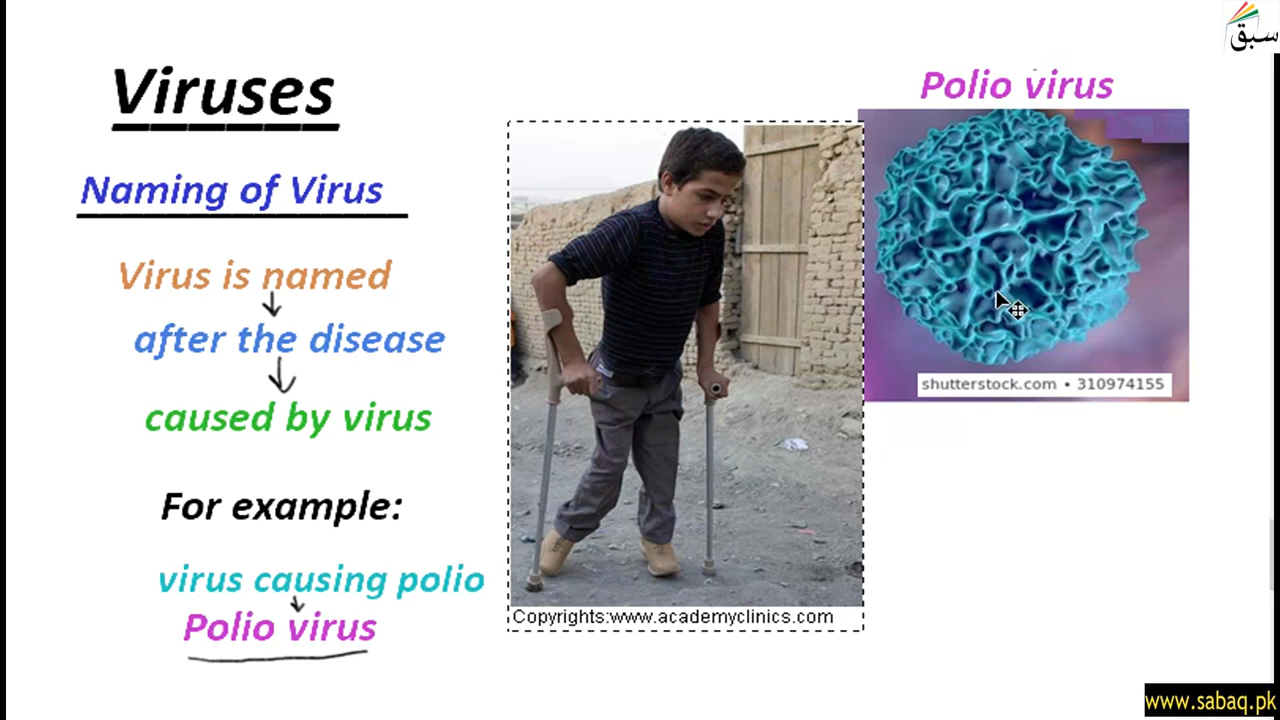 سبق
Viruses
Naming of Virus
Virus is named
after the disease
caused by virus
For example:
virus causing polio
Polio virus
Polio virus
shutterstock.com • 310974155
Copyrights:www.academyclinics.com
www.sabaq.pk